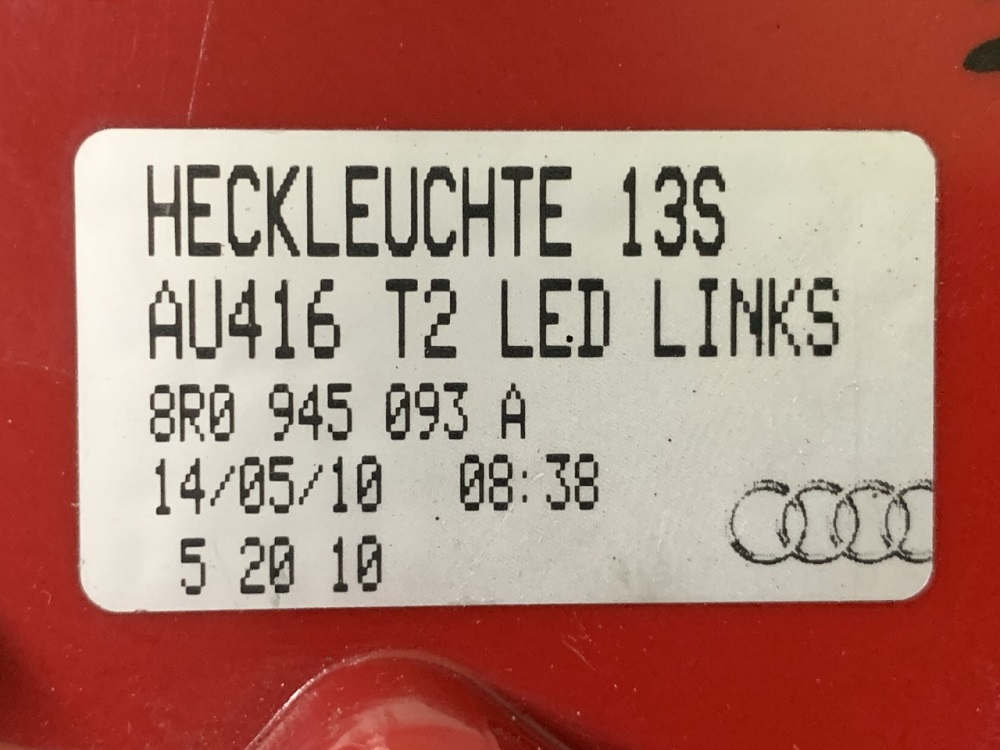 HECKLEUCHTE 13S
AU416 T2 LED LINKS
8R0 945 093 A
14/05/10 08:38
5 20 10